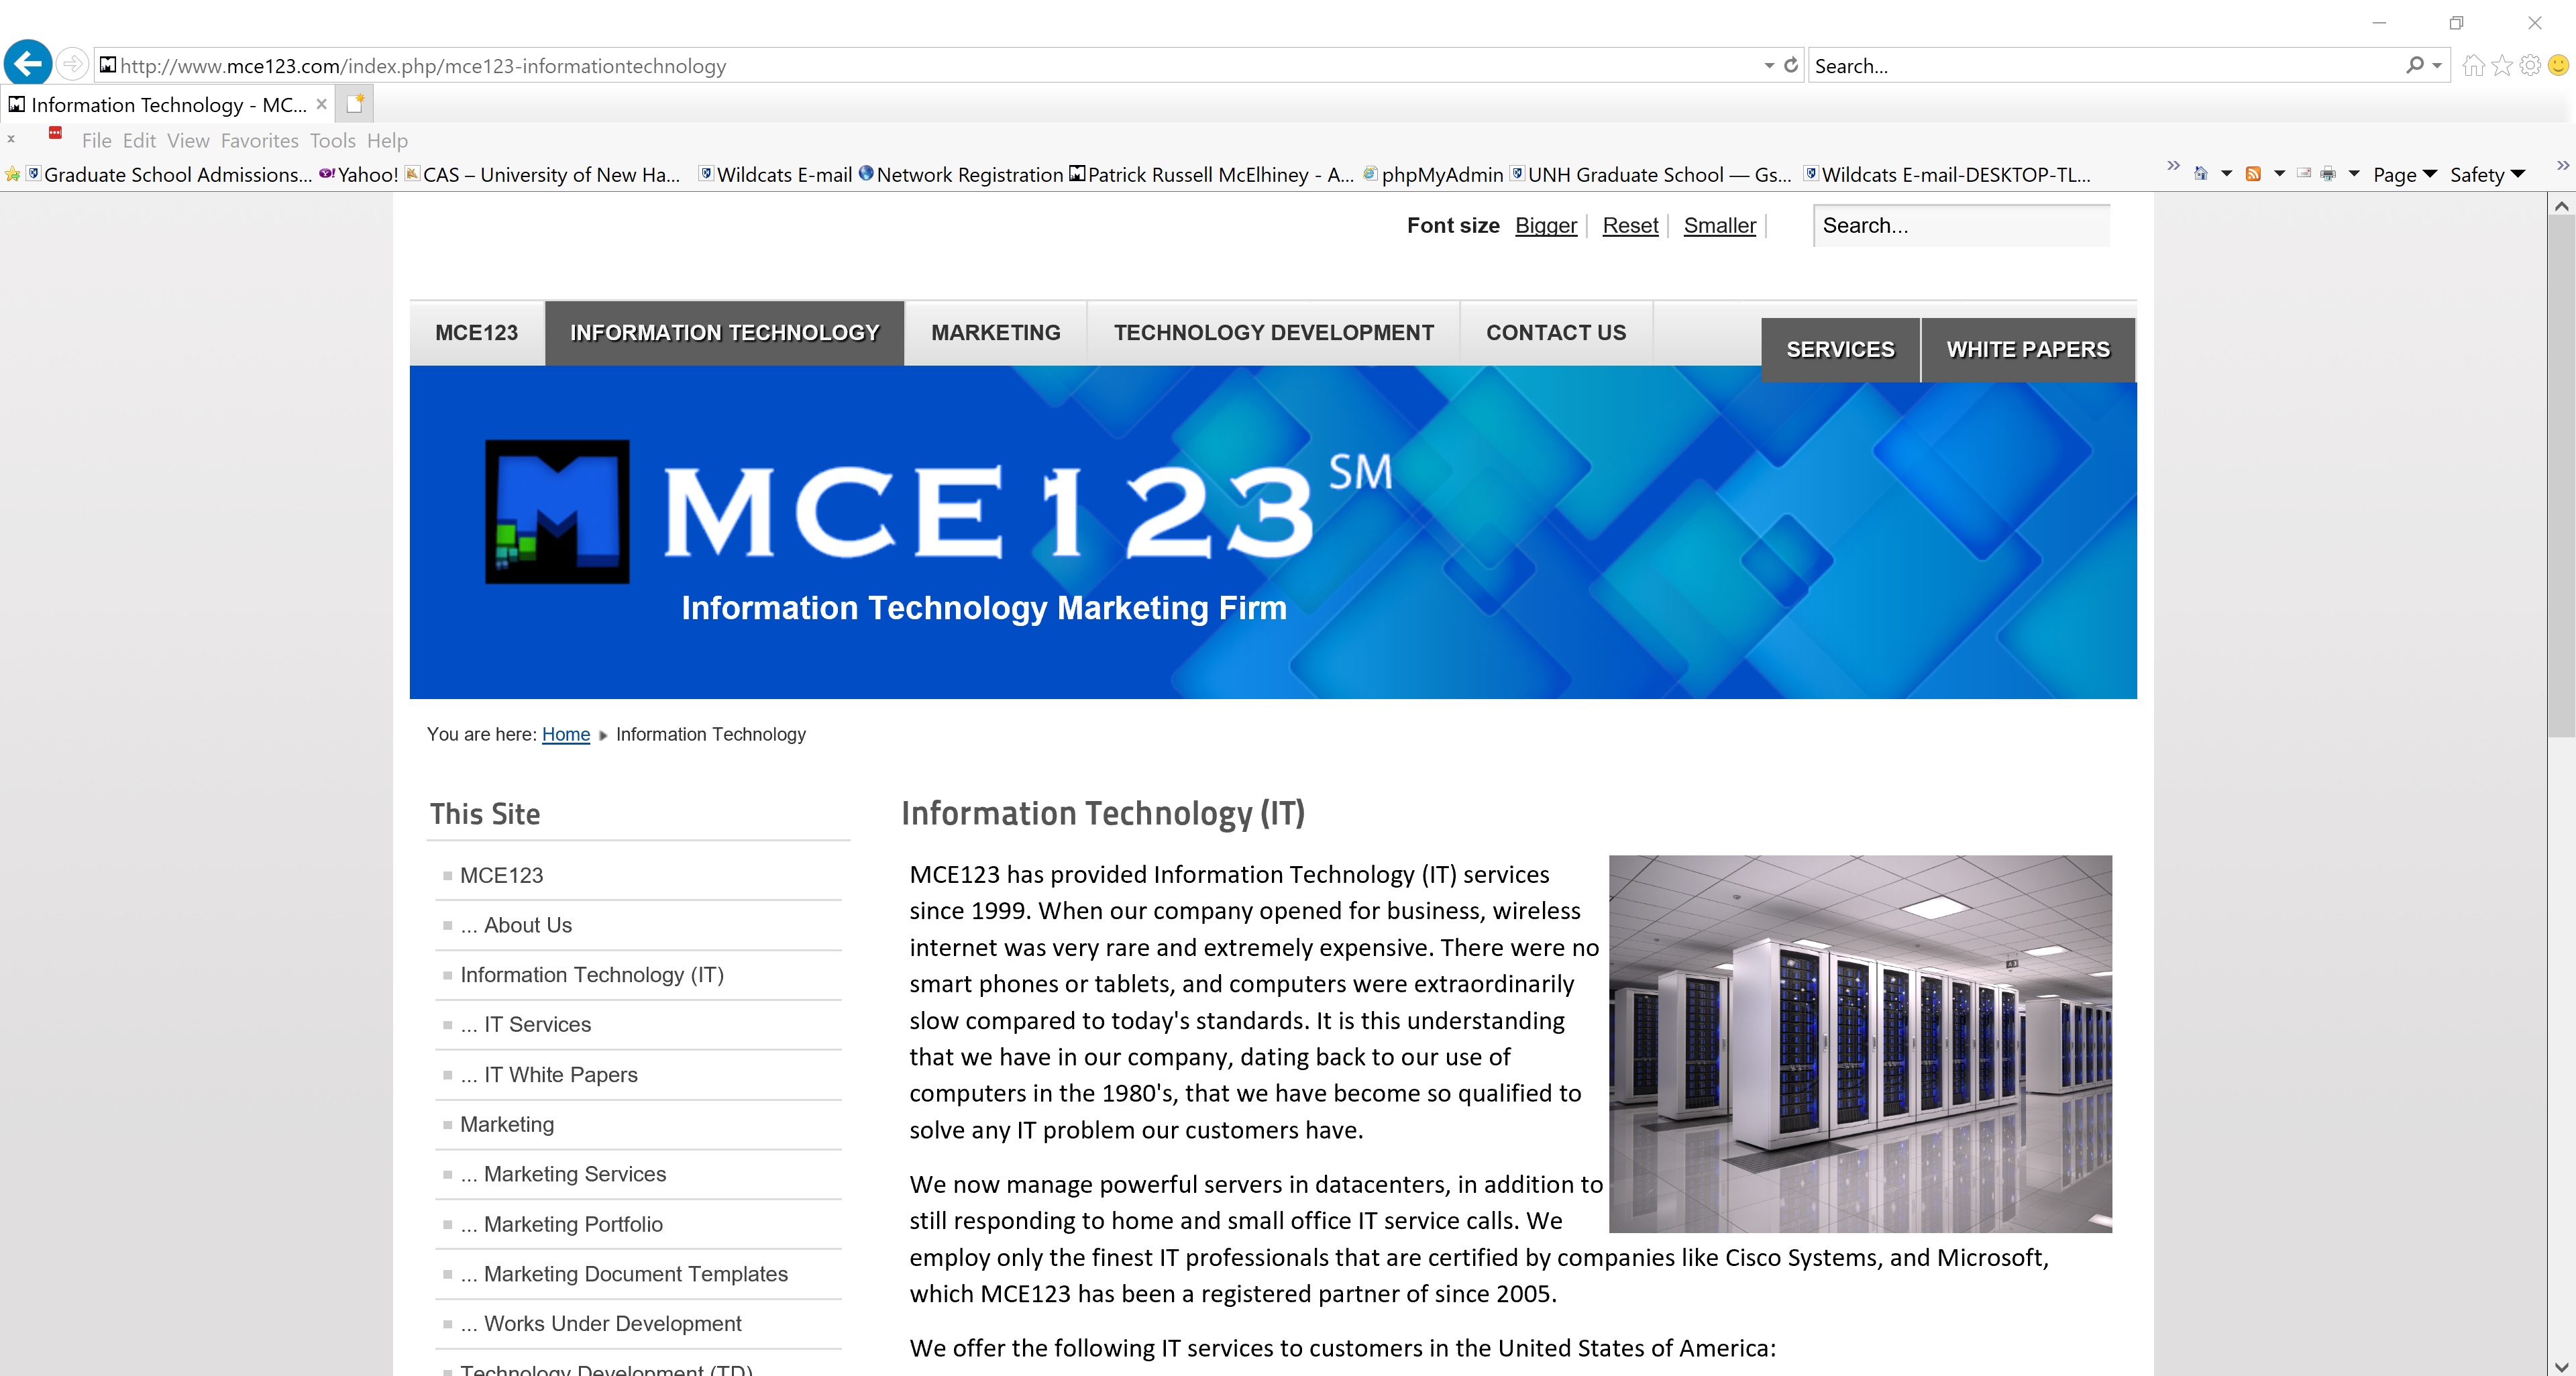 http://www.mce123.com/index.php/mce123-informationtechnology
Search...
Information Technology - MC...
File Edit View Favorites Tools Help
Graduate School Admissions... Yahoo! CAS – University of New Ha... Wildcats E-mail Network Registration Patrick Russell McElhiney - A... phpMyAdmin UNH Graduate School — Gs... Wildcats E-mail-DESKTOP-TL... Page Safety
Font size Bigger Reset Smaller
Search...
MCE123 INFORMATION TECHNOLOGY MARKETING TECHNOLOGY DEVELOPMENT CONTACT US
SERVICES WHITE PAPERS
MCE123 SM
Information Technology Marketing Firm
You are here: Home Information Technology
This Site
MCE123
... About Us
Information Technology (IT)
... IT Services
... IT White Papers
Marketing
... Marketing Services
... Marketing Portfolio
... Marketing Document Templates
... Works Under Development
Technology Development (TD)
Information Technology (IT)
MCE123 has provided Information Technology (IT) services
since 1999. When our company opened for business, wireless
internet was very rare and extremely expensive. There were no
smart phones or tablets, and computers were extraordinarily
slow compared to today's standards. It is this understanding
that we have in our company, dating back to our use of
computers in the 1980's, that we have become so qualified to
solve any IT problem our customers have.
We now manage powerful servers in datacenters, in addition to
still responding to home and small office IT service calls. We
employ only the finest IT professionals that are certified by companies like Cisco Systems, and Microsoft,
which MCE123 has been a registered partner of since 2005.
We offer the following IT services to customers in the United States of America: